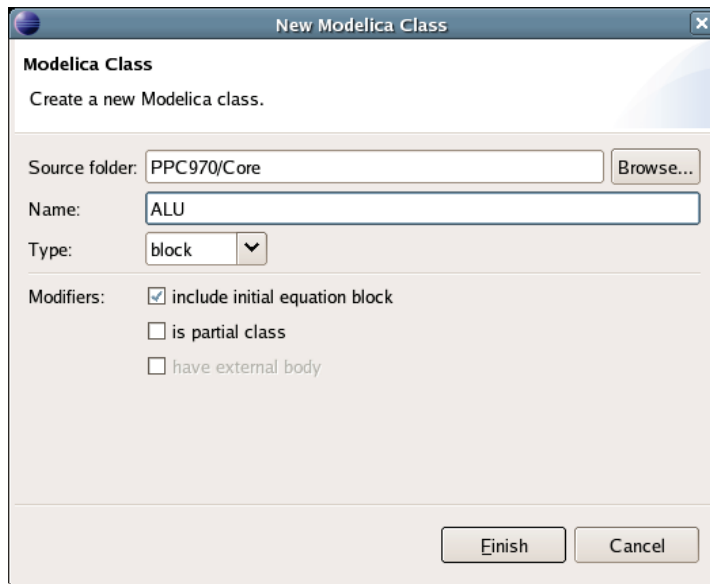 New Modelica Class
Modelica Class
Create a new Modelica class.
Source folder: PPC970/Core Browse...
Name: ALU
Type: block
Modifiers: include initial equation block
is partial class
have external body
Finish Cancel